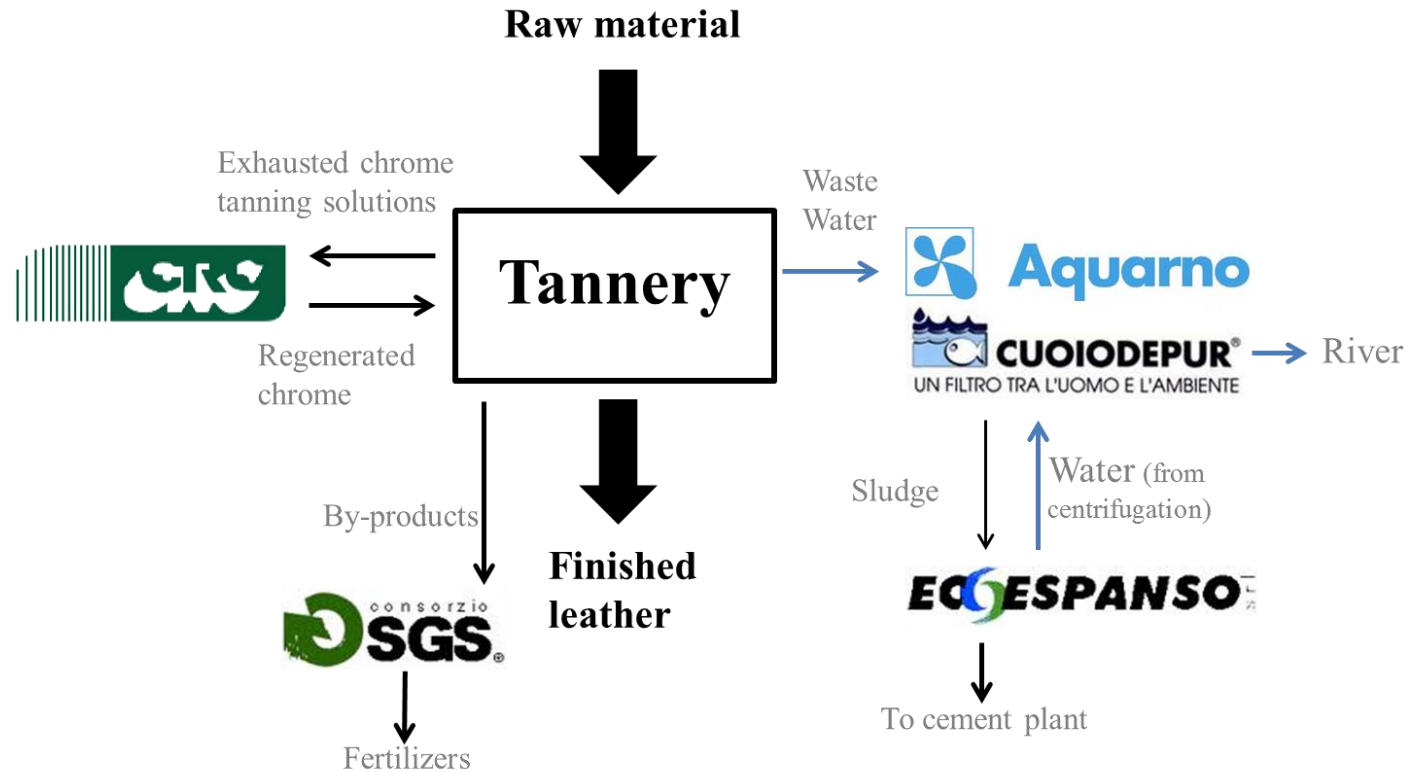 Raw material
Exhausted chrome
tanning solutions
Waste
Water
CRC
Tannery
Aquarno
Regenerated
chrome
CUOIODEPUR®
UN FILTRO TRA L'UOMO E L'AMBIENTE
River
By-products
Sludge
Water (from
centrifugation)
Finished
leather
consorzio
SGS®
ECOESPANSO
To cement plant
Fertilizers